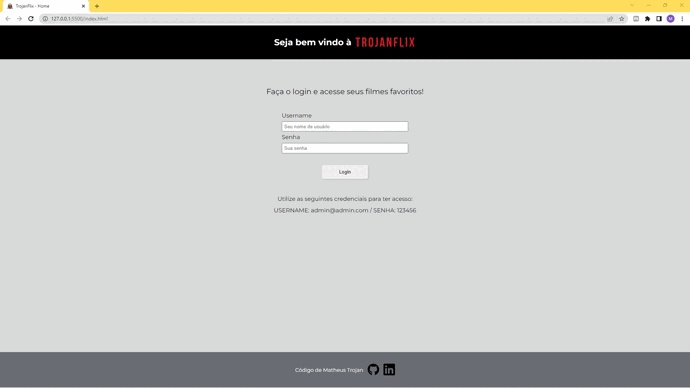 TrojanFlix - Home
127.0.0.1:5500/index.html
Seja bem vindo à TROJANFLIX
Faça o login e acesse seus filmes favoritos!
Username
Seu nome de usuário
Senha
Sua senha
Login
Utilize as seguintes credenciais para ter acesso:
USERNAME: admin@admin.com / SENHA: 123456
Código de Matheus Trojan